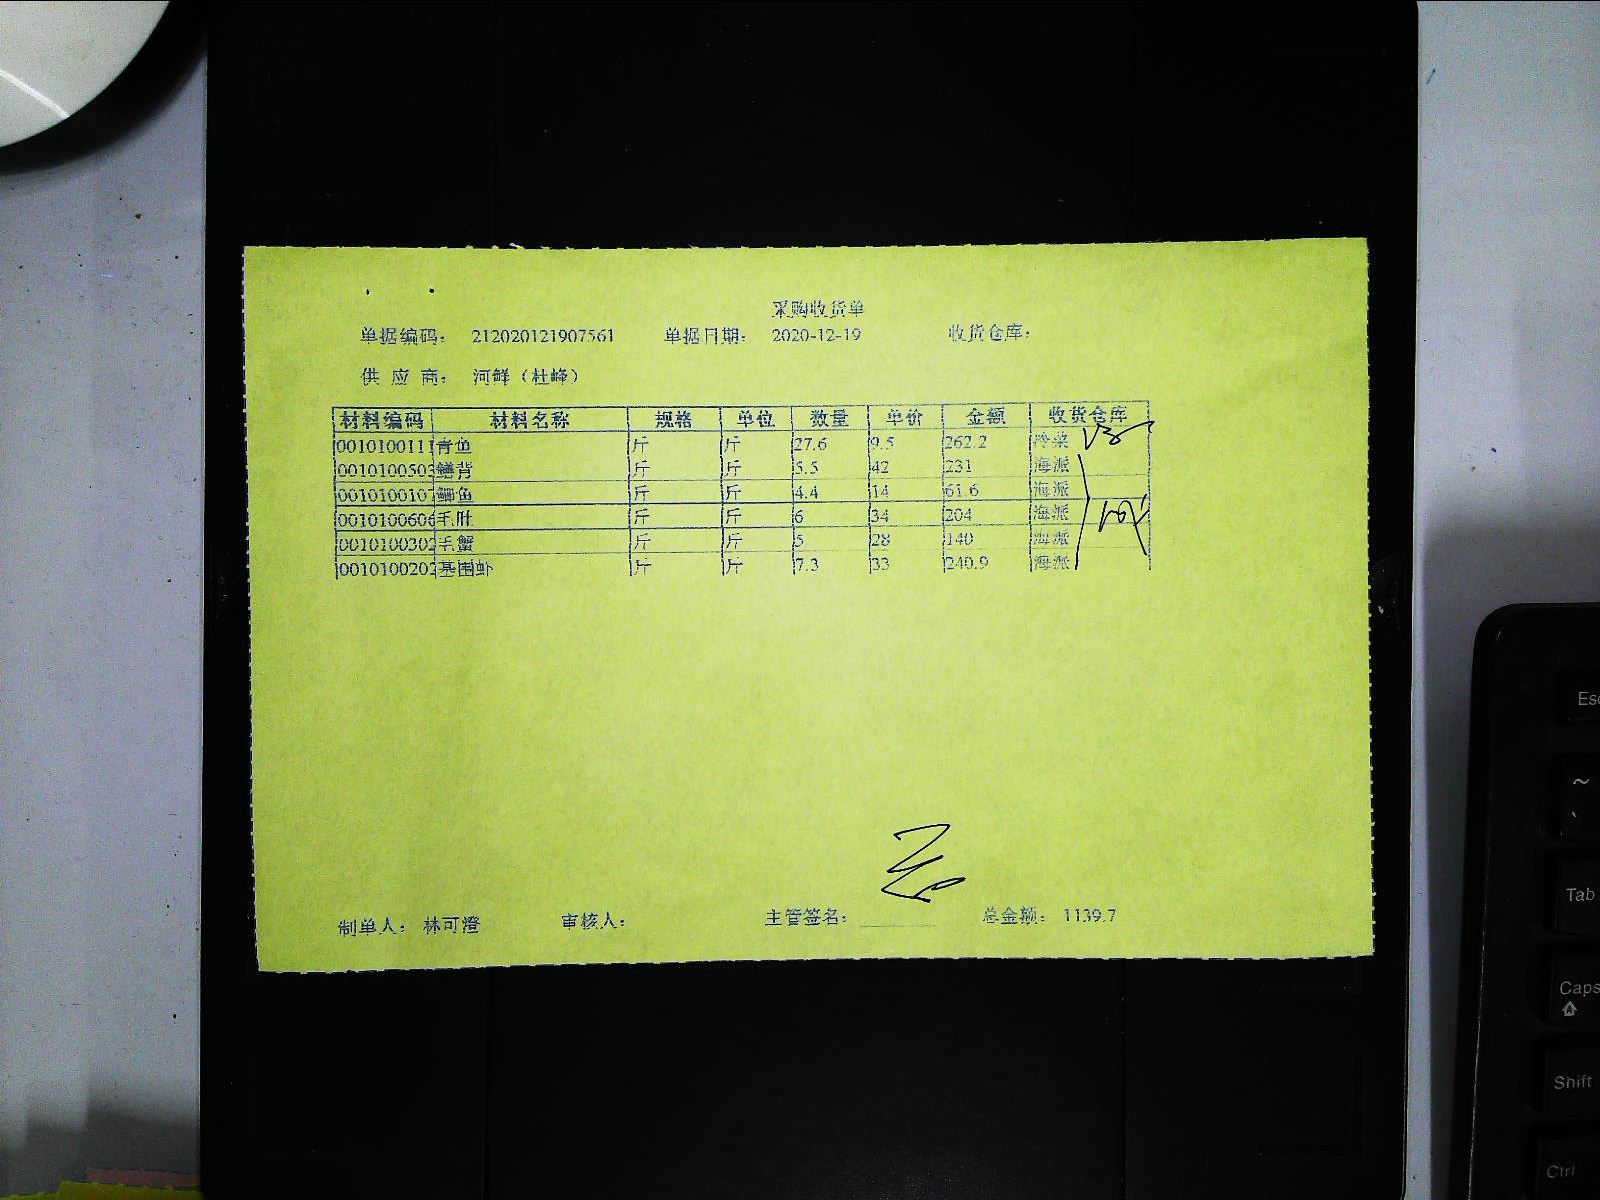 采购收货单
单据编码： 212020121907561 单据日期： 2020-12-19 收货仓库：
供 应 商： 河鲜（杜峰）
材料编码 材料名称 规格 单位 数量 单价 金额 收货仓库
0010100111 青鱼 斤 斤 27.6 9.5 262.2 冷菜
001010050 鳝背 斤 斤 5.5 42 231 海派
001010010 鲫鱼 斤 斤 4.4 14 61.6 海派
001010060 毛肚 斤 斤 6 34 204 海派
001010030 毛蟹 斤 斤 5 28 140 海派
001010020 基围虾 斤 斤 7.3 33 240.9 海派
制单人： 林可澄 审核人： 主管签名： 总金额： 1139.7
Esc
~
`
Tab
Caps
Shift
Ctrl